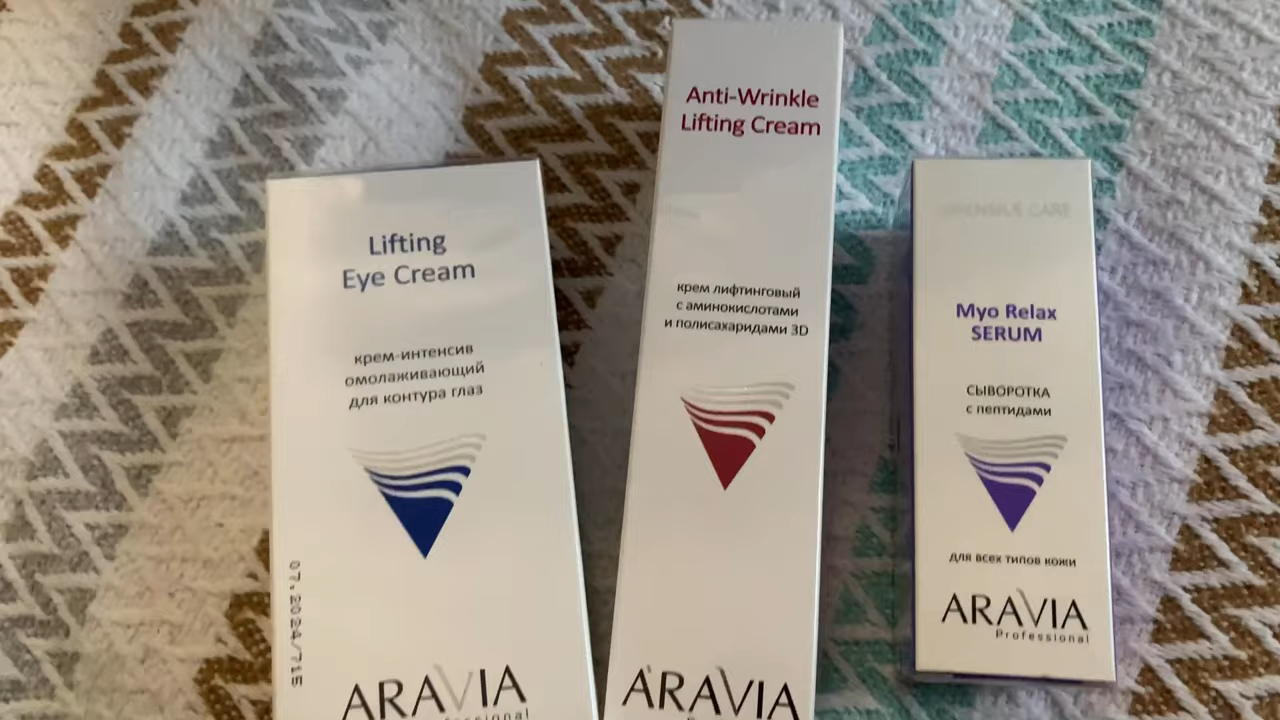 Lifting
Eye Cream
крем-интенсив
омолаживающий
для контура глаз
07.2024/715
ARAVIA
Anti-Wrinkle
Lifting Cream
крем лифтинговый
с аминокислотами
и полисахаридами 3D
ARAVIA
Myo Relax
SERUM
СЫВОРОТКА
с пептидами
для всех типов кожи
ARAVIA
Professional